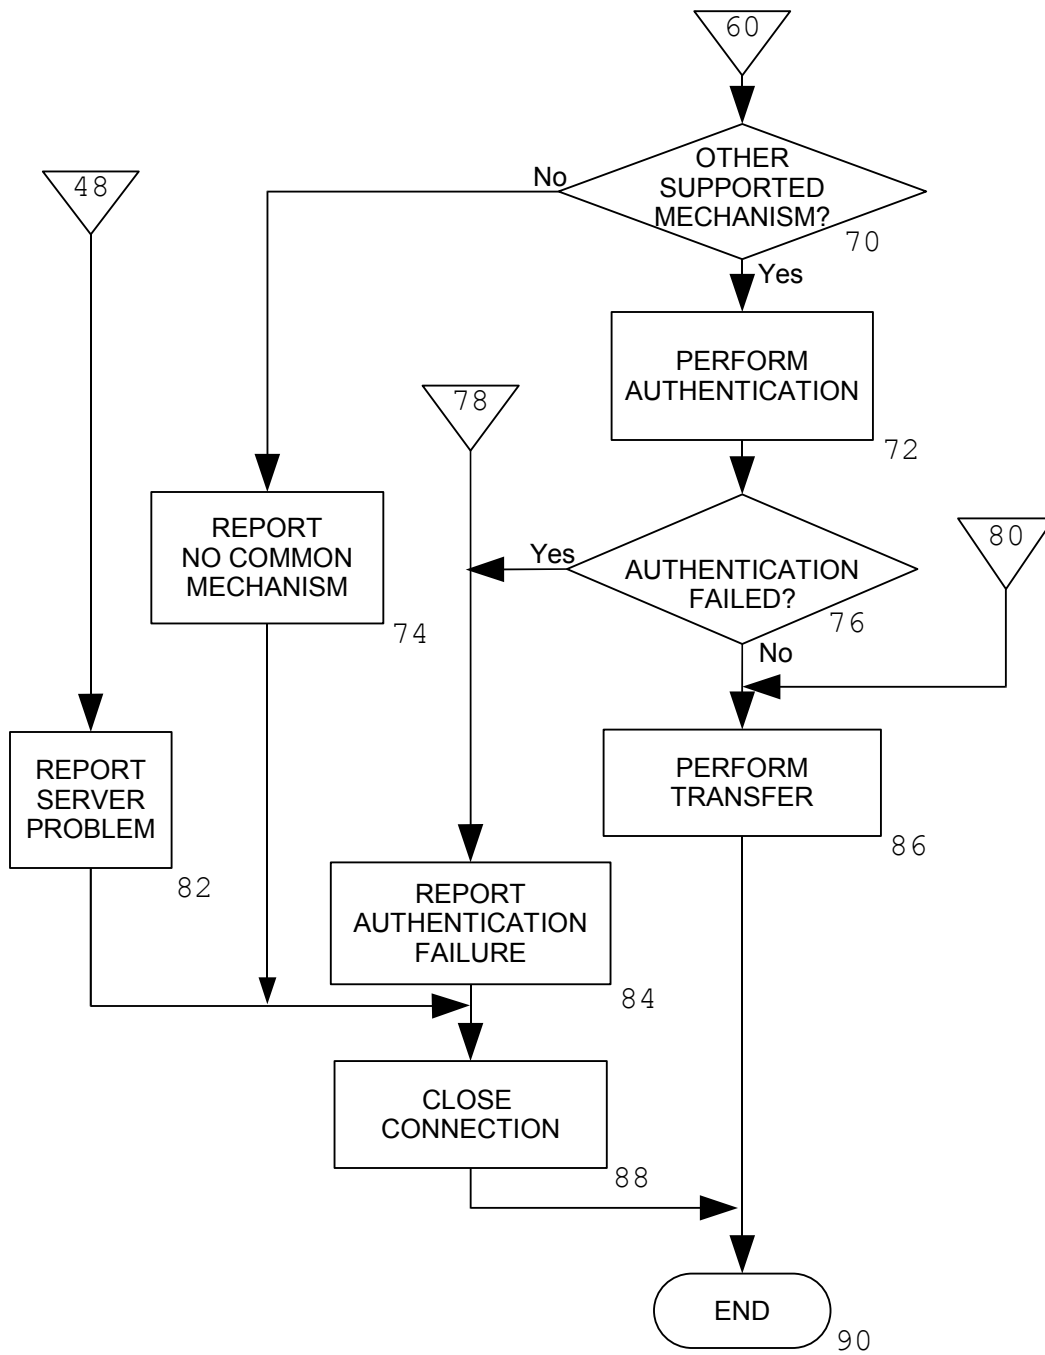 60
OTHER
SUPPORTED
MECHANISM?
70
No
Yes
48
PERFORM
AUTHENTICATION
72
78
REPORT
NO COMMON
MECHANISM
74
Yes
AUTHENTICATION
FAILED?
76
No
80
REPORT
SERVER
PROBLEM
82
PERFORM
TRANSFER
86
REPORT
AUTHENTICATION
FAILURE
84
CLOSE
CONNECTION
88
END
90